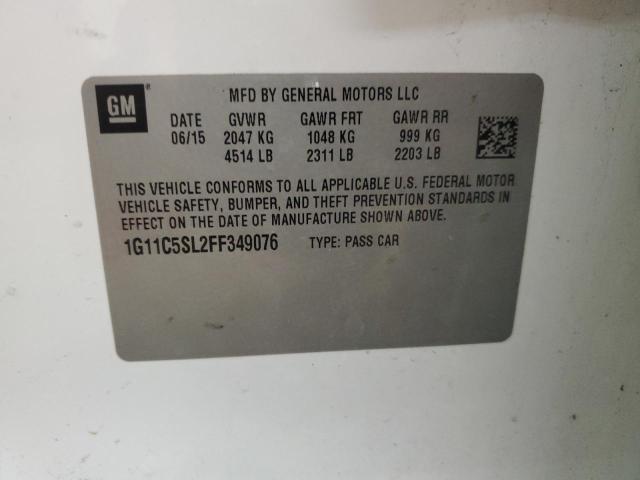 GM ®
MFD BY GENERAL MOTORS LLC
DATE GVWR GAWR FRT GAWR RR
06/15 2047 KG 1048 KG 999 KG
4514 LB 2311 LB 2203 LB
THIS VEHICLE CONFORMS TO ALL APPLICABLE U.S. FEDERAL MOTOR
VEHICLE SAFETY, BUMPER, AND THEFT PREVENTION STANDARDS IN
EFFECT ON THE DATE OF MANUFACTURE SHOWN ABOVE.
1G11C5SL2FF349076 TYPE: PASS CAR